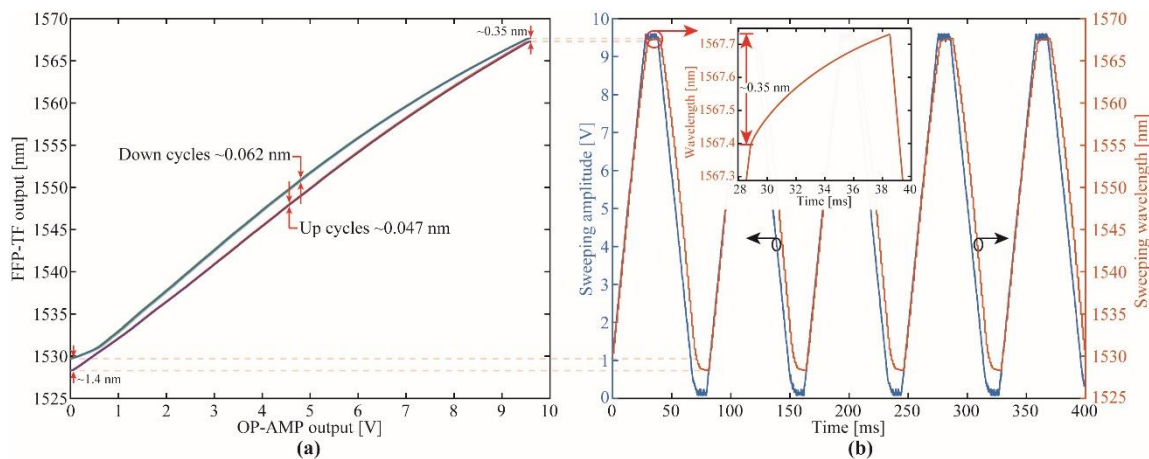 1570
1565
1560
1555
1550
1545
1540
1535
1530
1525
FFP-TF output [nm]
~0.35 nm
Down cycles ~0.062 nm
Up cycles ~0.047 nm
~1.4 nm
0 1 2 3 4 5 6 7 8 9 10
OP-AMP output [V]
(a)
10
9
8
7
6
5
4
3
2
1
0
Sweeping amplitude [V]
1567.7
1567.6
1567.5
1567.4
1567.3
Wavelength [nm]
~0.35 nm
28 30 32 34 36 38 40
Time [ms]
1570
1565
1560
1555
1550
1545
1540
1535
1530
1525
Sweeping wavelength [nm]
0 50 100 150 200 250 300 350 400
Time [ms]
(b)